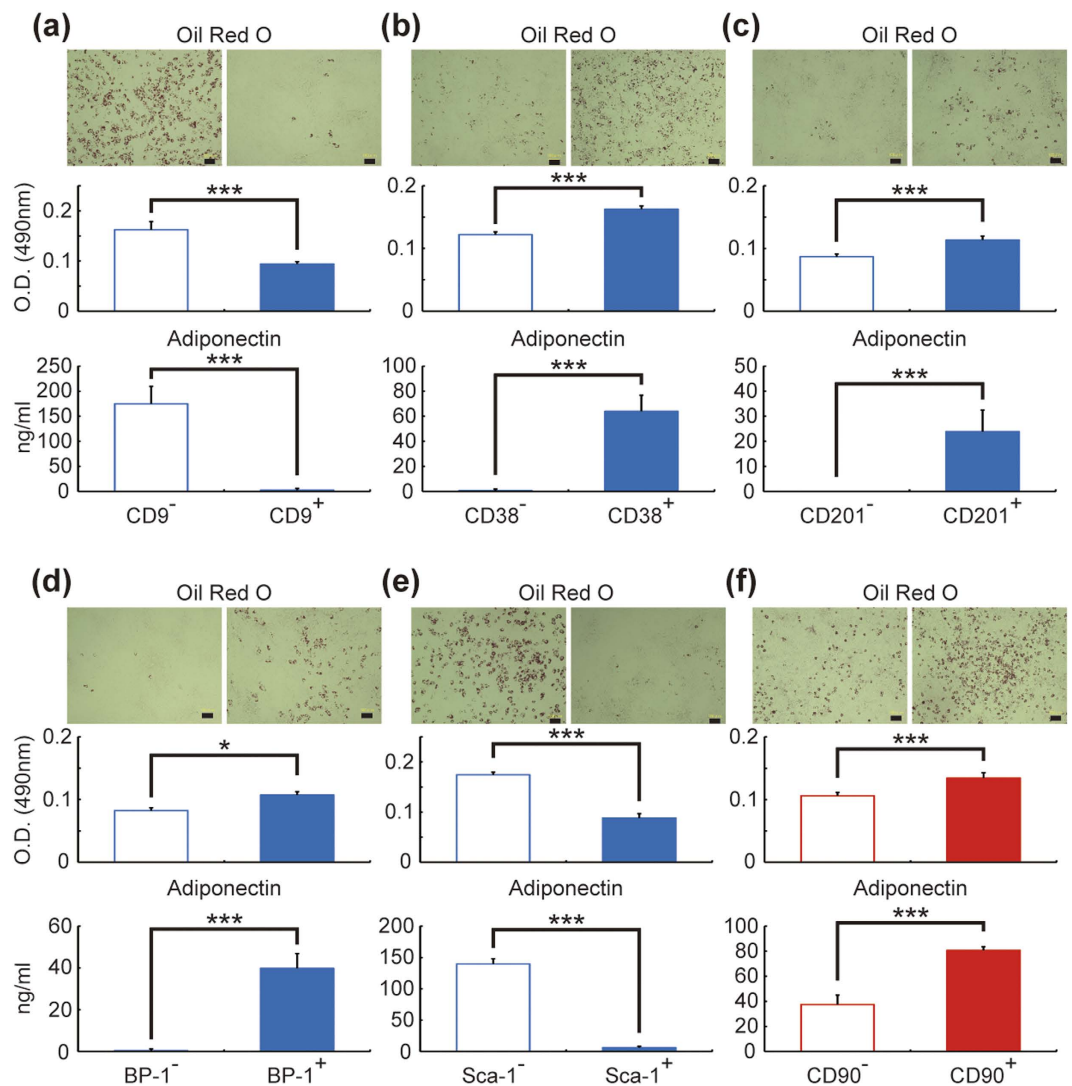 (a)
Oil Red O
O.D. (490nm)
0.2
0.1
0
***
Adiponectin
ng/ml
250
200
150
100
50
0
***
CD9-
CD9+
(b)
Oil Red O
0.2
0.1
0
***
Adiponectin
100
80
60
40
20
0
***
CD38-
CD38+
(c)
Oil Red O
0.2
0.1
0
***
Adiponectin
50
40
30
20
10
0
***
CD201-
CD201+
(d)
Oil Red O
O.D. (490nm)
0.2
0.1
0
*
Adiponectin
ng/ml
60
40
20
0
***
BP-1-
BP-1+
(e)
Oil Red O
0.2
0.1
0
***
Adiponectin
200
150
100
50
0
***
Sca-1-
Sca-1+
(f)
Oil Red O
0.2
0.1
0
***
Adiponectin
100
80
60
40
20
0
***
CD90-
CD90+